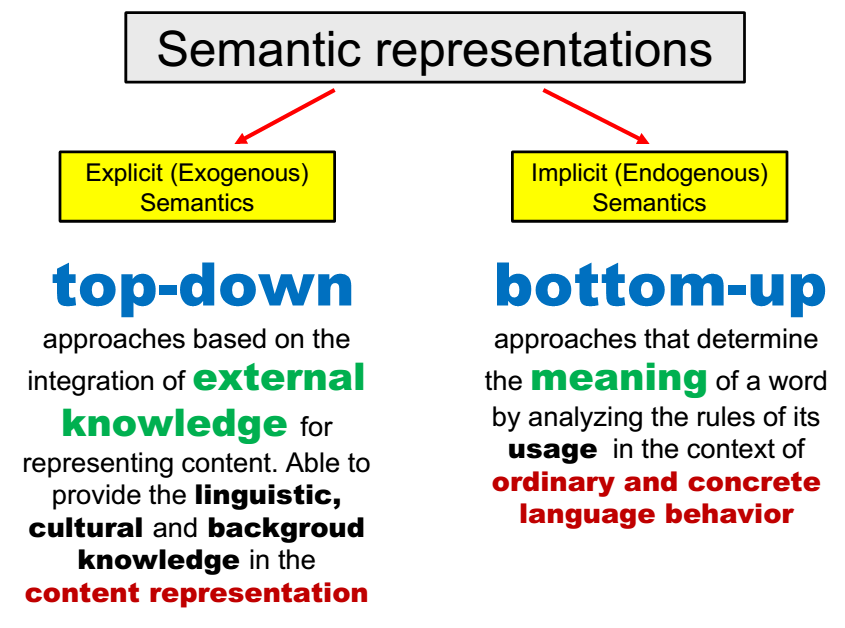 Semantic representations
Explicit (Exogenous)
Semantics
top-down
approaches based on the
integration of external
knowledge for
representing content. Able to
provide the linguistic,
cultural and backgroud
knowledge in the
content representation
Implicit (Endogenous)
Semantics
bottom-up
approaches that determine
the meaning of a word
by analyzing the rules of its
usage in the context of
ordinary and concrete
language behavior